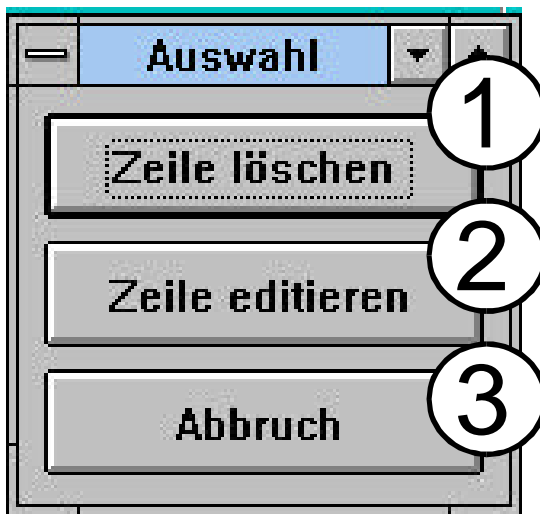 Auswahl
1
Zeile löschen
2
Zeile editieren
3
Abbruch